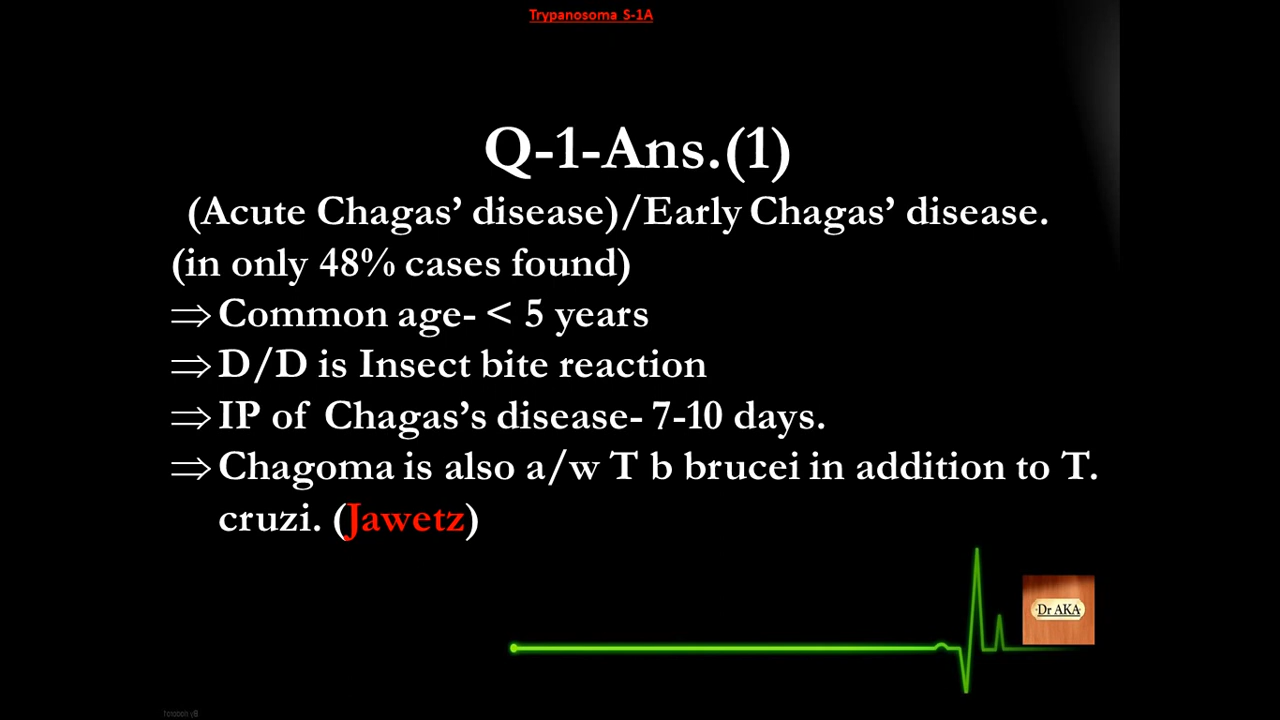 Trypanosoma S-1A
Q-1-Ans.(1)
(Acute Chagas’ disease)/Early Chagas’ disease.
(in only 48% cases found)
⇒ Common age- < 5 years
⇒ D/D is Insect bite reaction
⇒ IP of Chagas’s disease- 7-10 days.
⇒ Chagoma is also a/w T b brucei in addition to T.
cruzi. (Jawetz)
Dr AKA